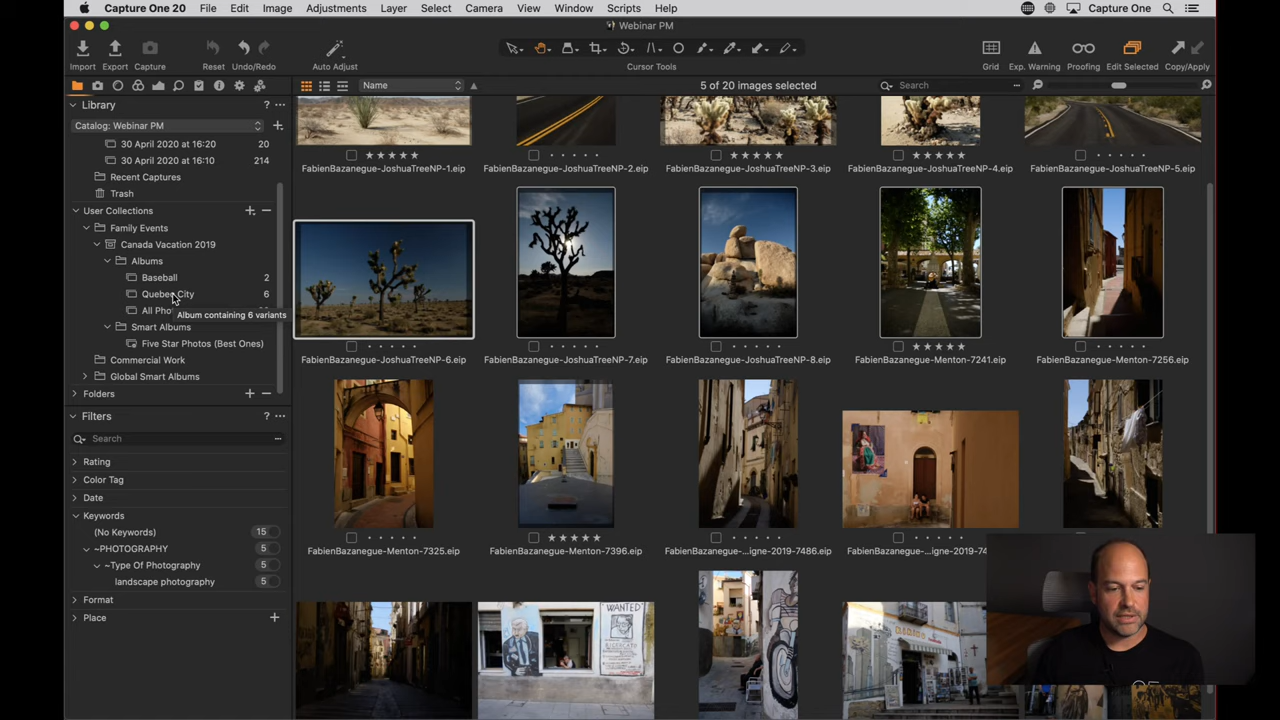 Capture One 20 File Edit Image Adjustments Layer Select Camera View Window Scripts Help Capture One
Webinar PM
Import Export Capture Reset Undo/Redo Auto Adjust Cursor Tools Grid Exp. Warning Proofing Edit Selected Copy/Apply
Name 5 of 20 images selected Search
Library ?
Catalog: Webinar PM
30 April 2020 at 16:20 20
30 April 2020 at 16:10 214
Recent Captures
Trash
User Collections
Family Events
Canada Vacation 2019
Albums
Baseball 2
Quebec City 6
All Pho
Album containing 6 variants
Smart Albums
Five Star Photos (Best Ones)
Commercial Work
Global Smart Albums
Folders
Filters ?
Search
Rating
Color Tag
Date
Keywords
(No Keywords) 15
~PHOTOGRAPHY 5
~Type Of Photography 5
landscape photography 5
Format
Place
FabienBazanegue-JoshuaTreeNP-1.eip FabienBazanegue-JoshuaTreeNP-2.eip FabienBazanegue-JoshuaTreeNP-3.eip FabienBazanegue-JoshuaTreeNP-4.eip FabienBazanegue-JoshuaTreeNP-5.eip
FabienBazanegue-JoshuaTreeNP-6.eip FabienBazanegue-JoshuaTreeNP-7.eip FabienBazanegue-JoshuaTreeNP-8.eip FabienBazanegue-Menton-7241.eip FabienBazanegue-Menton-7256.eip
FabienBazanegue-Menton-7325.eip FabienBazanegue-Menton-7396.eip FabienBazanegue-...igne-2019-7486.eip FabienBazanegue-...igne-2019-74
WANTED